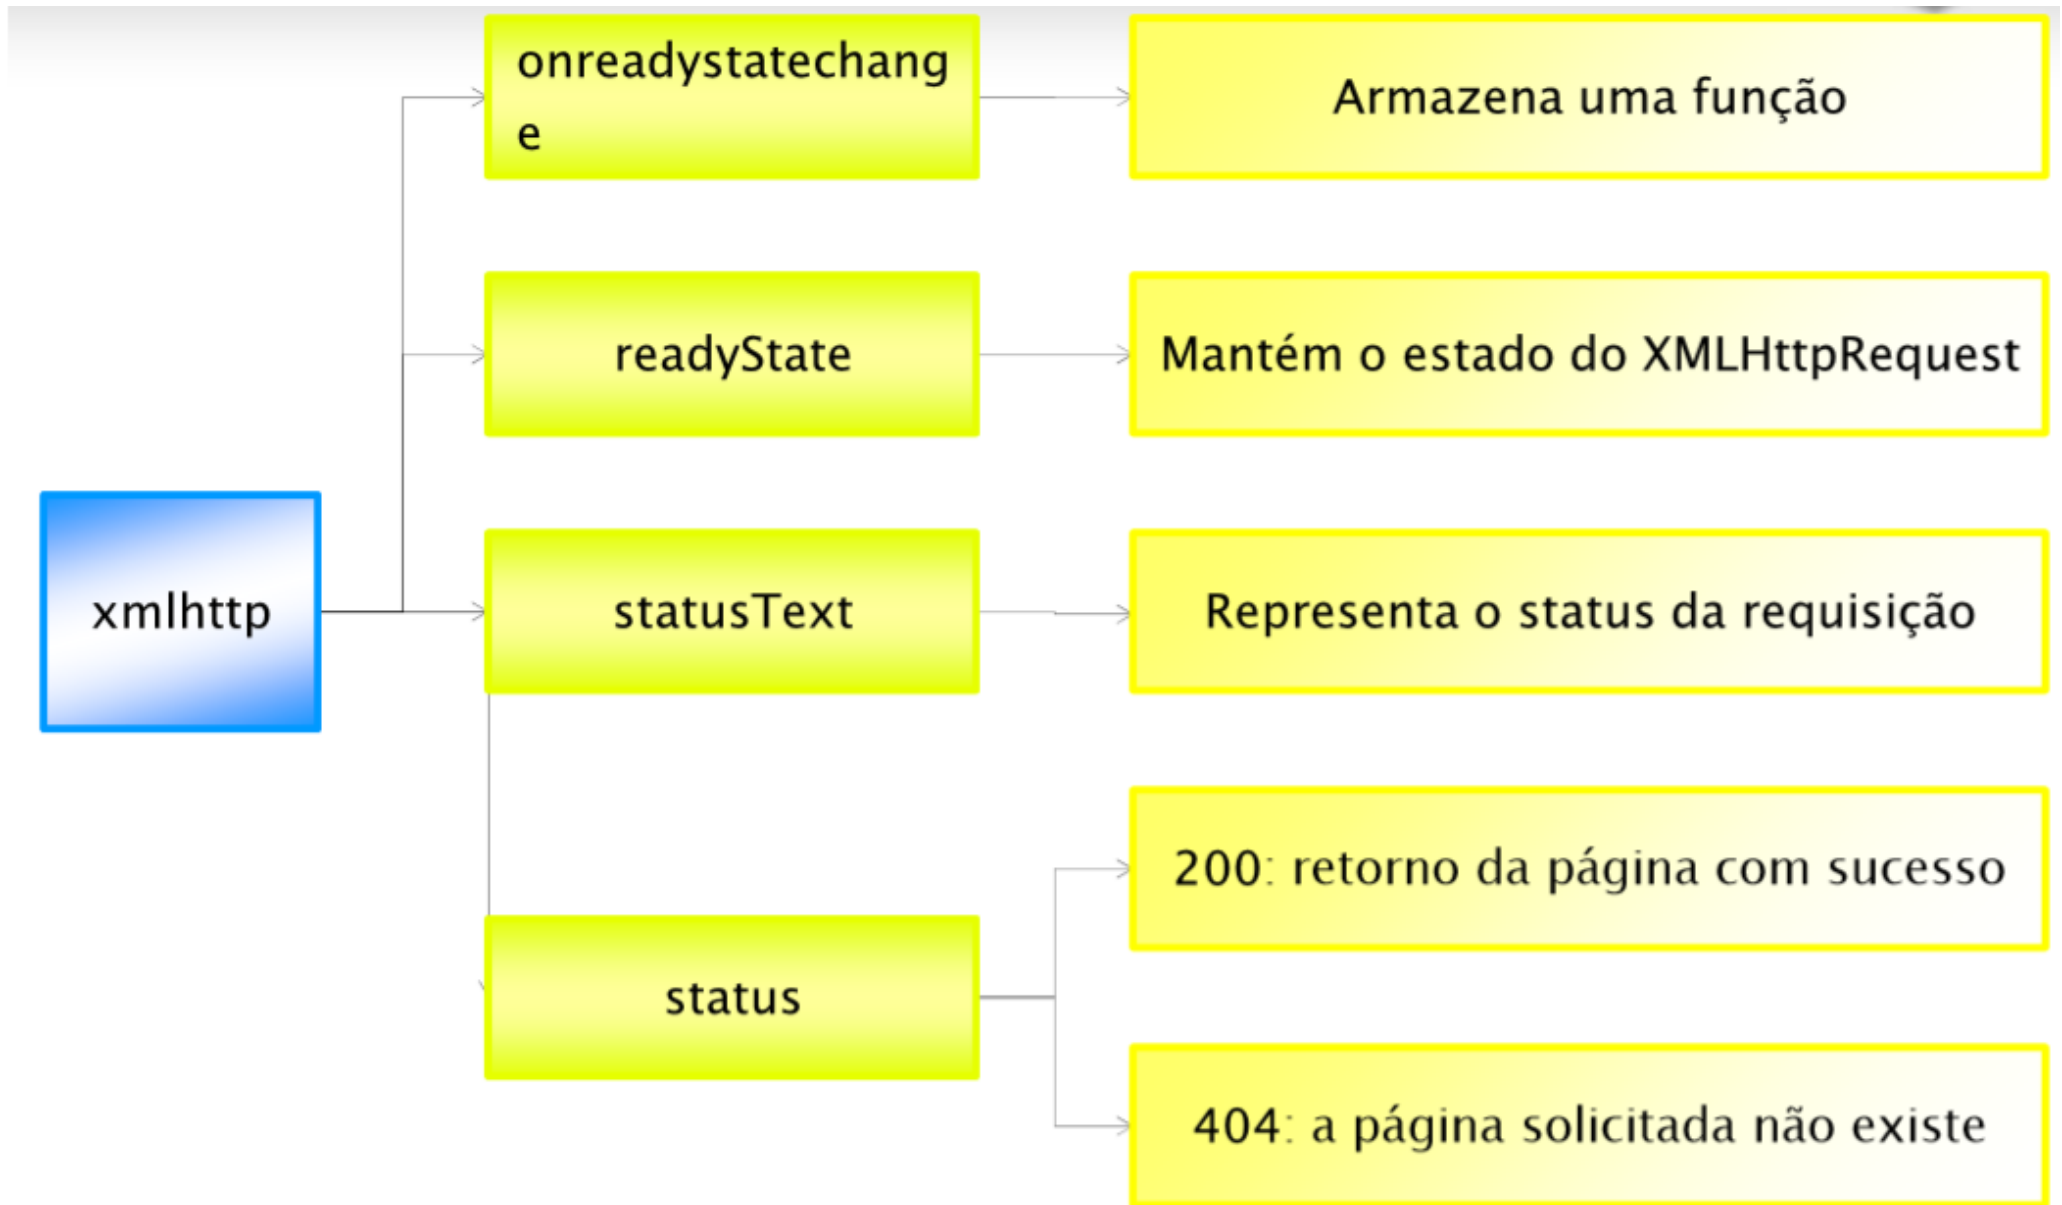 onreadystatechang
e
Armazena uma função
readyState
Mantém o estado do XMLHttpRequest
xmlhttp
statusText
Representa o status da requisição
200: retorno da página com sucesso
status
404: a página solicitada não existe